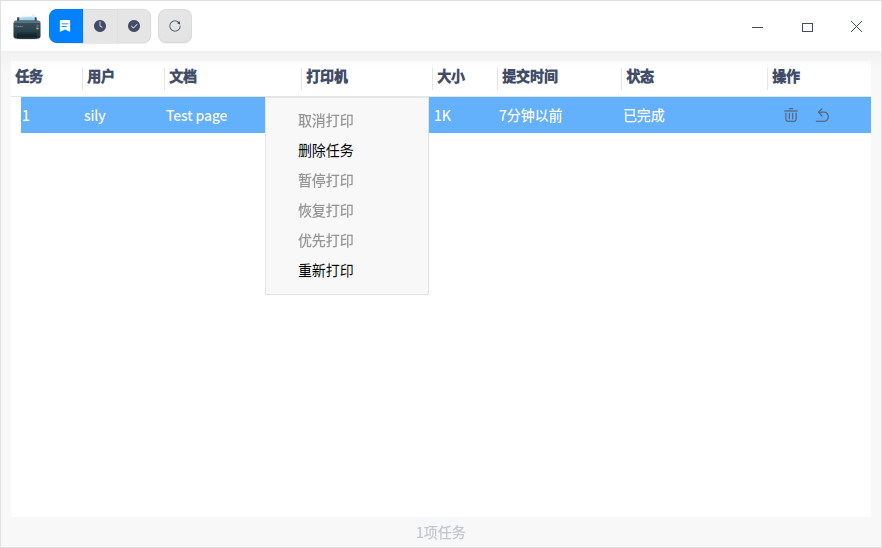 任务 用户 文档 打印机 大小 提交时间 状态 操作
1 sily Test page 1K 7分钟以前 已完成
取消打印
删除任务
暂停打印
恢复打印
优先打印
重新打印
1项任务